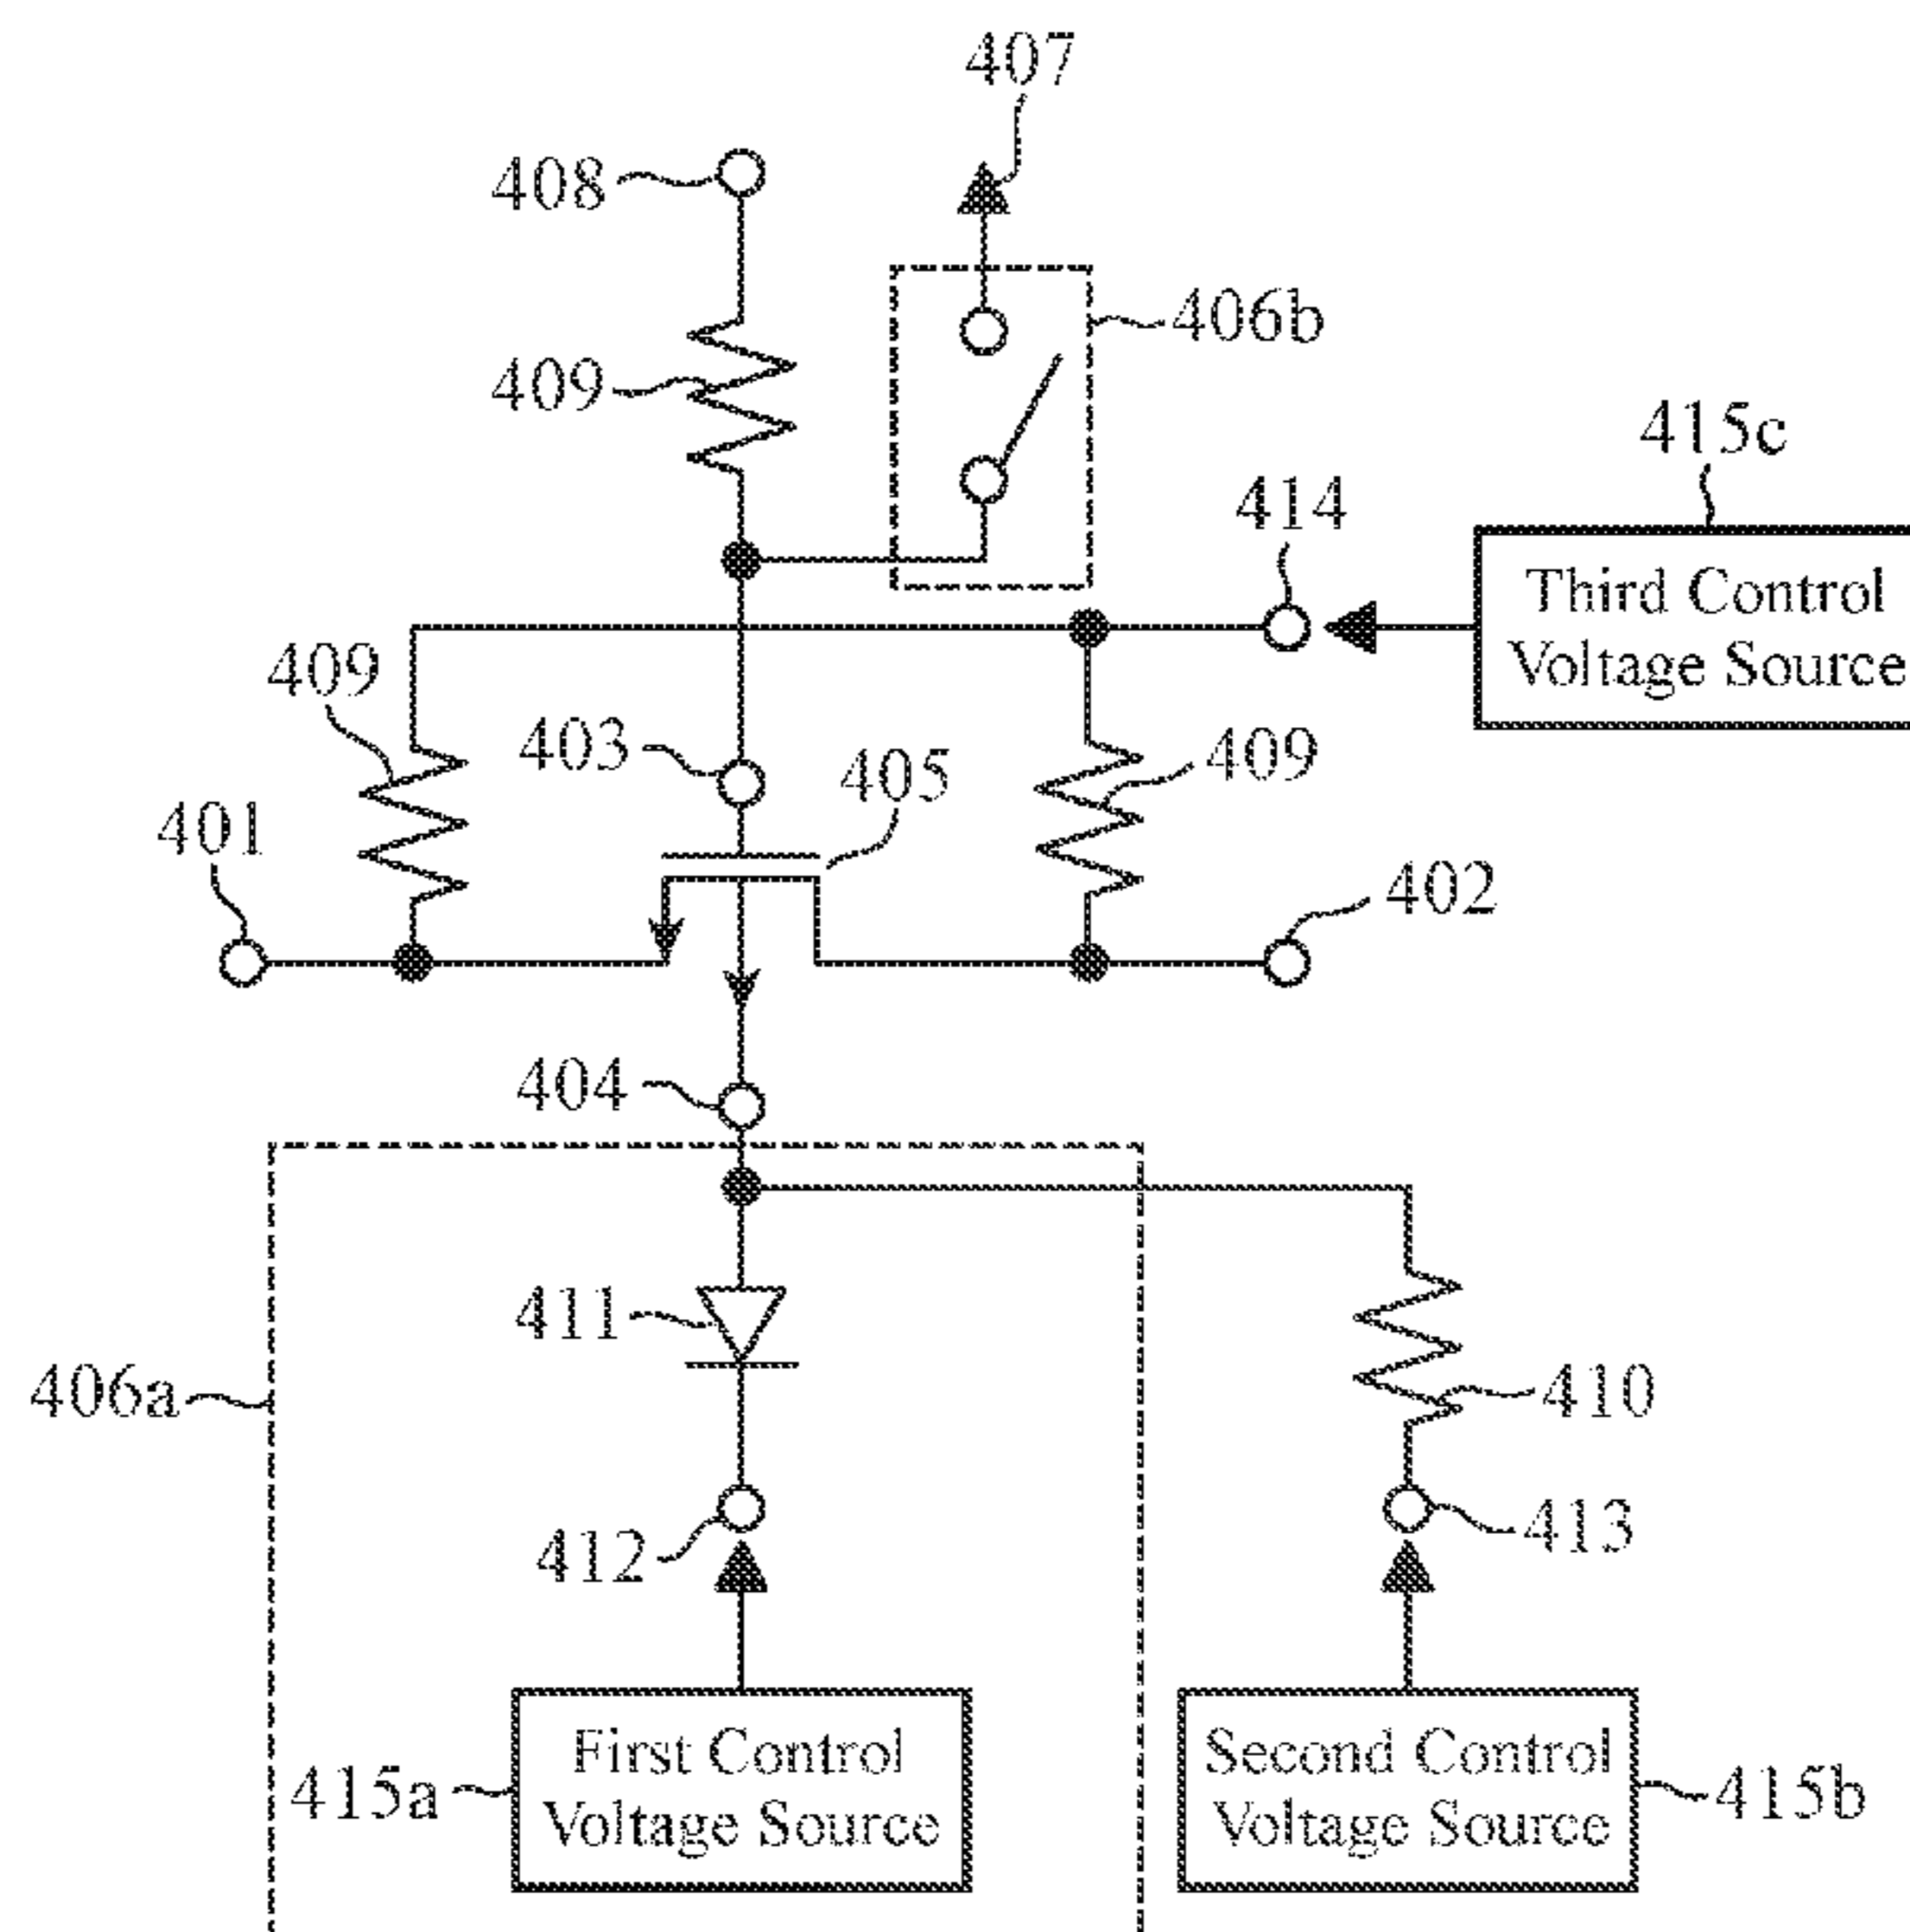 407
408
406b
409
415c
414
Third Control
Voltage Source
409
403
405
409
401
402
404
411
406a
410
412
413
First Control
Voltage Source
415a
Second Control
Voltage Source
415b